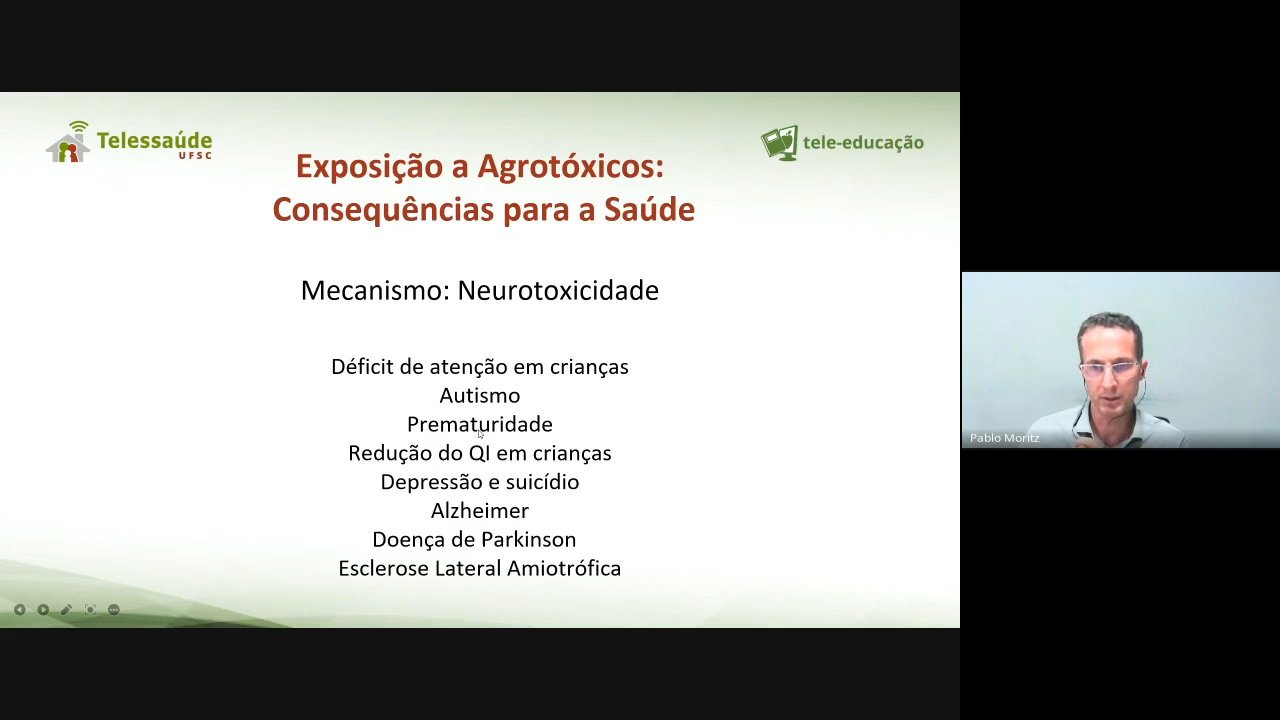 Telessaúde
UFSC
tele-educação
Exposição a Agrotóxicos:
Consequências para a Saúde
Mecanismo: Neurotoxicidade
Déficit de atenção em crianças
Autismo
Prematuridade
Redução do QI em crianças
Depressão e suicídio
Alzheimer
Doença de Parkinson
Esclerose Lateral Amiotrófica
Pablo Moritz